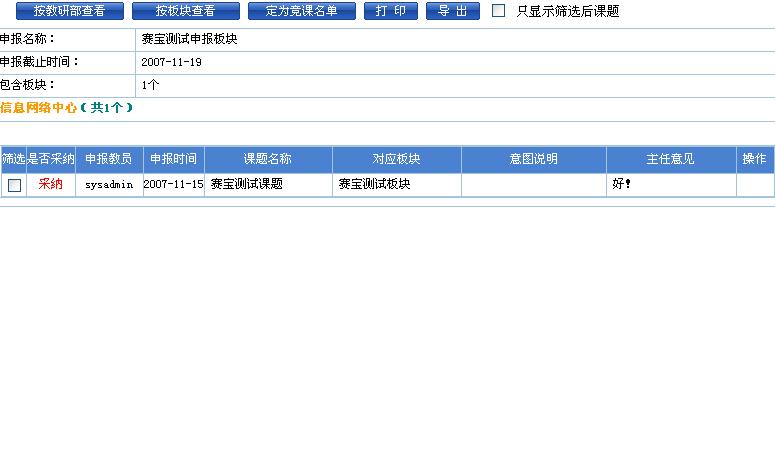 按教研部查看 按板块查看 定为竞课名单 打 印 导 出 只显示筛选后课题
申报名称： 赛宝测试申报板块
申报截止时间： 2007-11-19
包含板块： 1个
信息网络中心（共1个）
筛选 是否采纳 申报教员 申报时间 课题名称 对应板块 意图说明 主任意见 操作
采纳 sysadmin 2007-11-15 赛宝测试课题 赛宝测试板块 好！